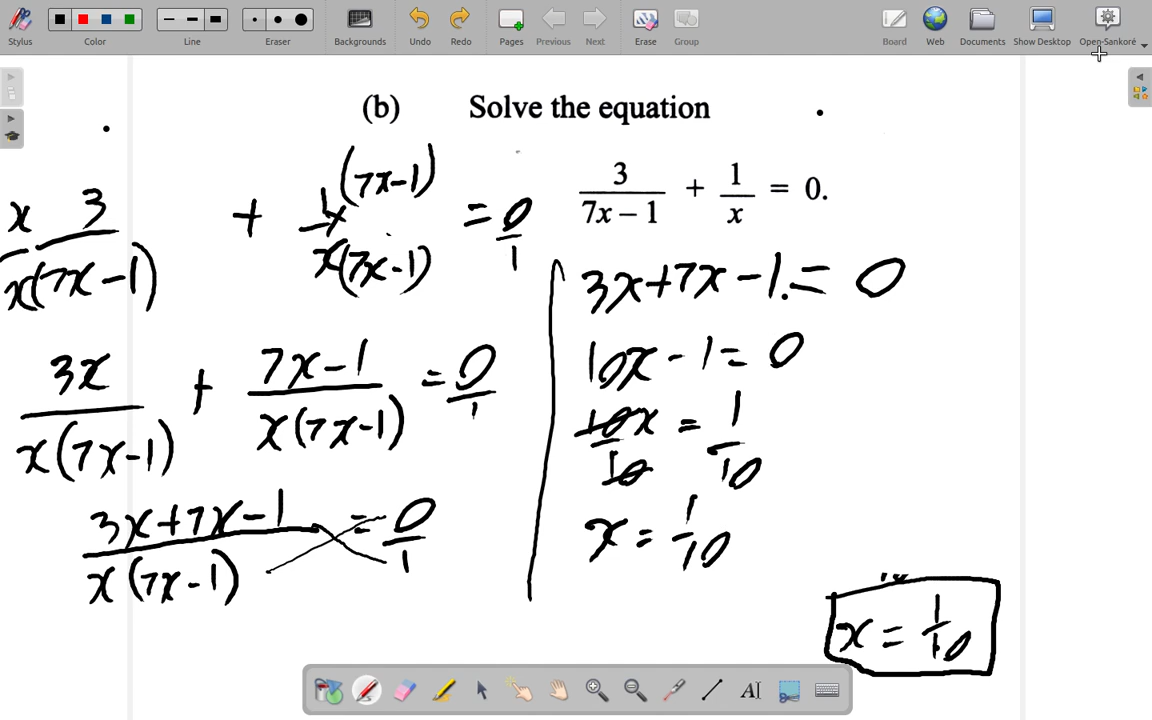 Stylus Color Line Eraser Backgrounds Undo Redo Pages Previous Next Erase Group Board Web Documents Show Desktop Open-Sankoré
(b) Solve the equation
3/(7x − 1) + 1/x = 0.
x 3/x(7x-1) + 1x(7x-1)/x(7x-1) = 0/1
3x/x(7x-1) + 7x-1/x(7x-1) = 0/1
3x+7x-1/x(7x-1) = 0/1
3x+7x-1.=0
10x-1=0
10x/10 = 1/10
x = 1/10
x = 1/10
AI